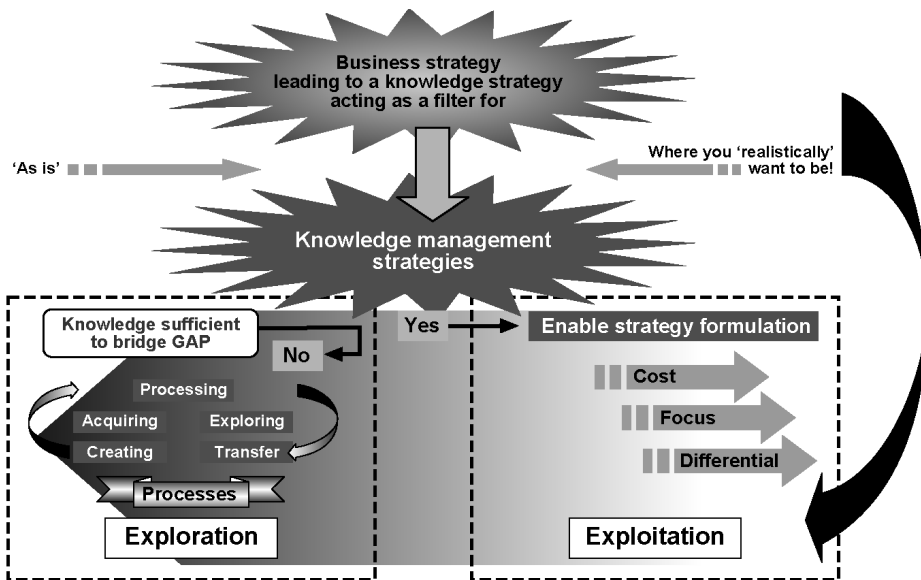 Business strategy
leading to a knowledge strategy
acting as a filter for
'As is'
Where you 'realistically'
want to be!
Knowledge management
strategies
Knowledge sufficient
to bridge GAP
No
Yes
Enable strategy formulation
Processing
Acquiring
Exploring
Creating
Transfer
Processes
Exploration
Cost
Focus
Differential
Exploitation